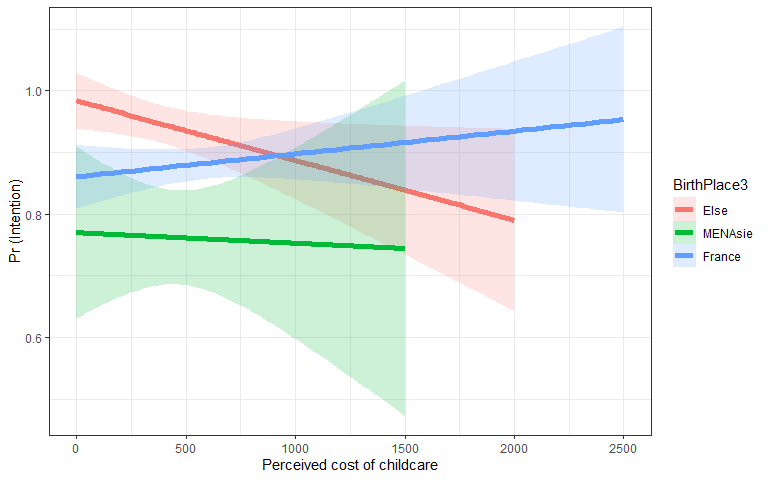 Pr (Intention)
1.0
0.8
0.6
0 500 1000 1500 2000 2500
Perceived cost of childcare
BirthPlace3
Else
MENAsie
France